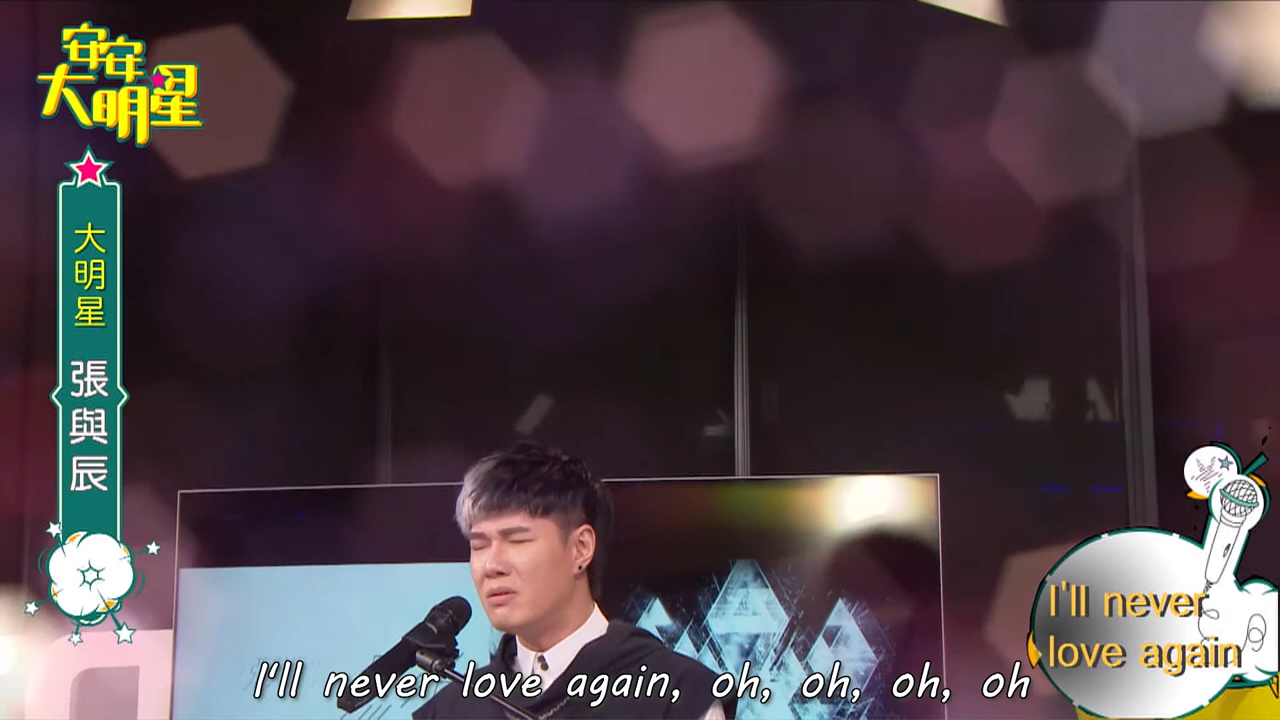 安安
大明星
大明星 張與辰
I'll never
love again
I'll never love again, oh, oh, oh, oh